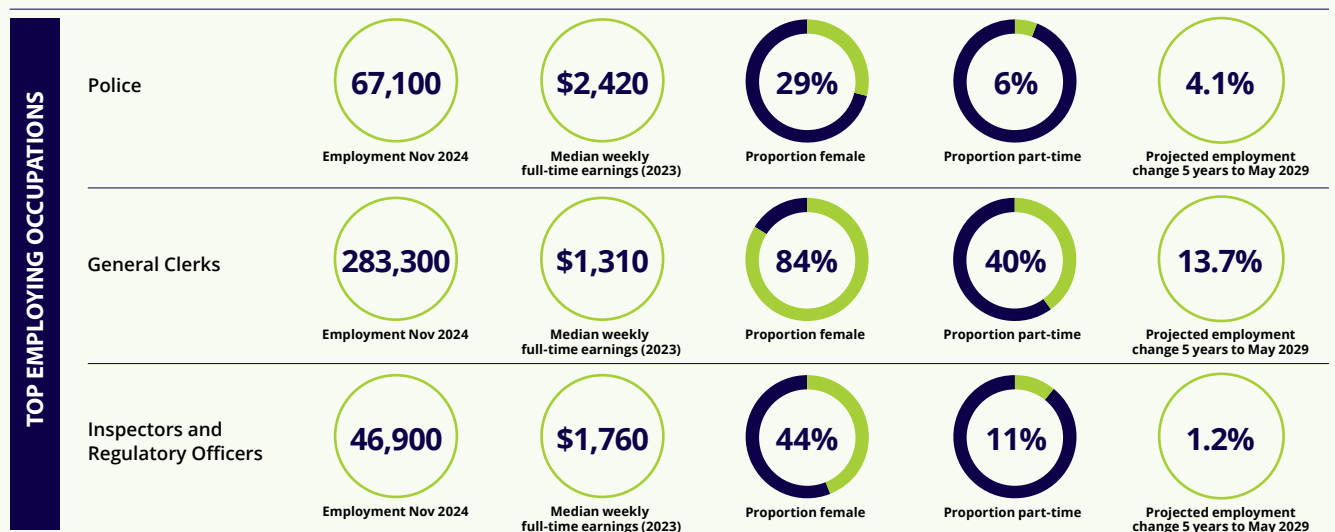 TOP EMPLOYING OCCUPATIONS
Police
67,100
Employment Nov 2024
$2,420
Median weekly
full-time earnings (2023)
29%
Proportion female
6%
Proportion part-time
4.1%
Projected employment
change 5 years to May 2029
General Clerks
283,300
Employment Nov 2024
$1,310
Median weekly
full-time earnings (2023)
84%
Proportion female
40%
Proportion part-time
13.7%
Projected employment
change 5 years to May 2029
Inspectors and
Regulatory Officers
46,900
Employment Nov 2024
$1,760
Median weekly
full-time earnings (2023)
44%
Proportion female
11%
Proportion part-time
1.2%
Projected employment
change 5 years to May 2029